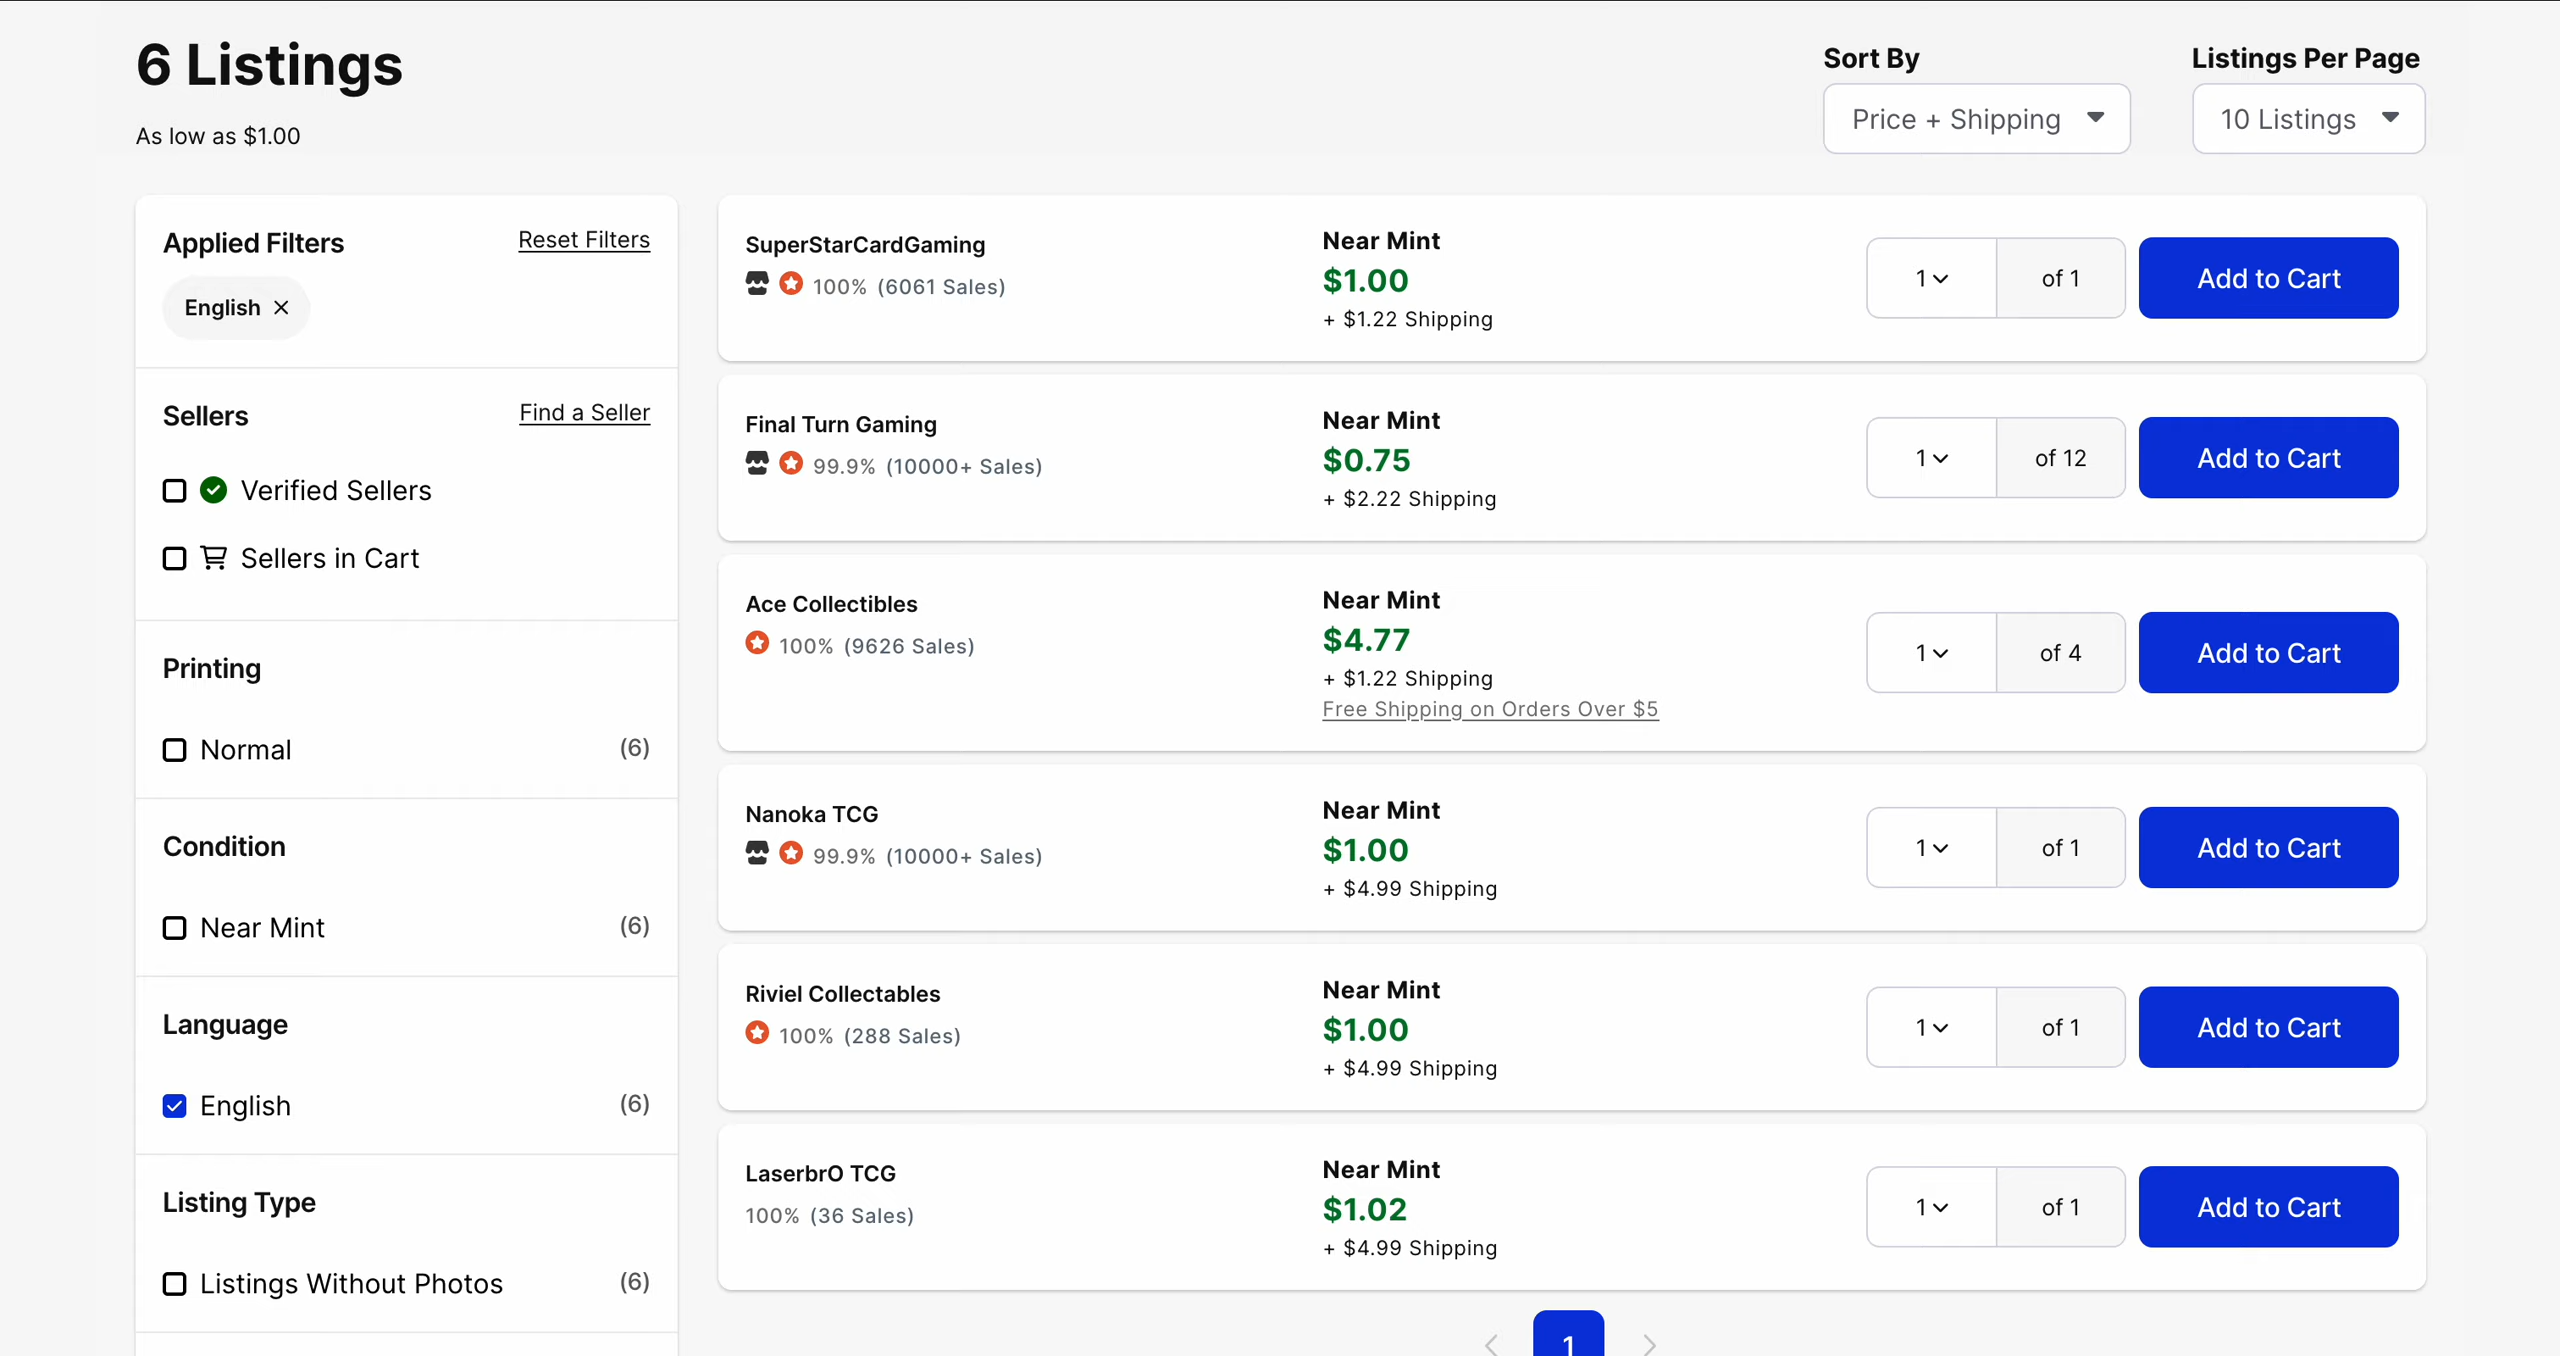 6 Listings
As low as $1.00
Sort By
Price + Shipping
Listings Per Page
10 Listings
Applied Filters
Reset Filters
English
Sellers
Find a Seller
Verified Sellers
Sellers in Cart
Printing
Normal (6)
Condition
Near Mint (6)
Language
English (6)
Listing Type
Listings Without Photos (6)
SuperStarCardGaming
100% (6061 Sales)
Near Mint
$1.00
+ $1.22 Shipping
1 of 1
Add to Cart
Final Turn Gaming
99.9% (10000+ Sales)
Near Mint
$0.75
+ $2.22 Shipping
1 of 12
Add to Cart
Ace Collectibles
100% (9626 Sales)
Near Mint
$4.77
+ $1.22 Shipping
Free Shipping on Orders Over $5
1 of 4
Add to Cart
Nanoka TCG
99.9% (10000+ Sales)
Near Mint
$1.00
+ $4.99 Shipping
1 of 1
Add to Cart
Riviel Collectables
100% (288 Sales)
Near Mint
$1.00
+ $4.99 Shipping
1 of 1
Add to Cart
LaserbrO TCG
100% (36 Sales)
Near Mint
$1.02
+ $4.99 Shipping
1 of 1
Add to Cart
1